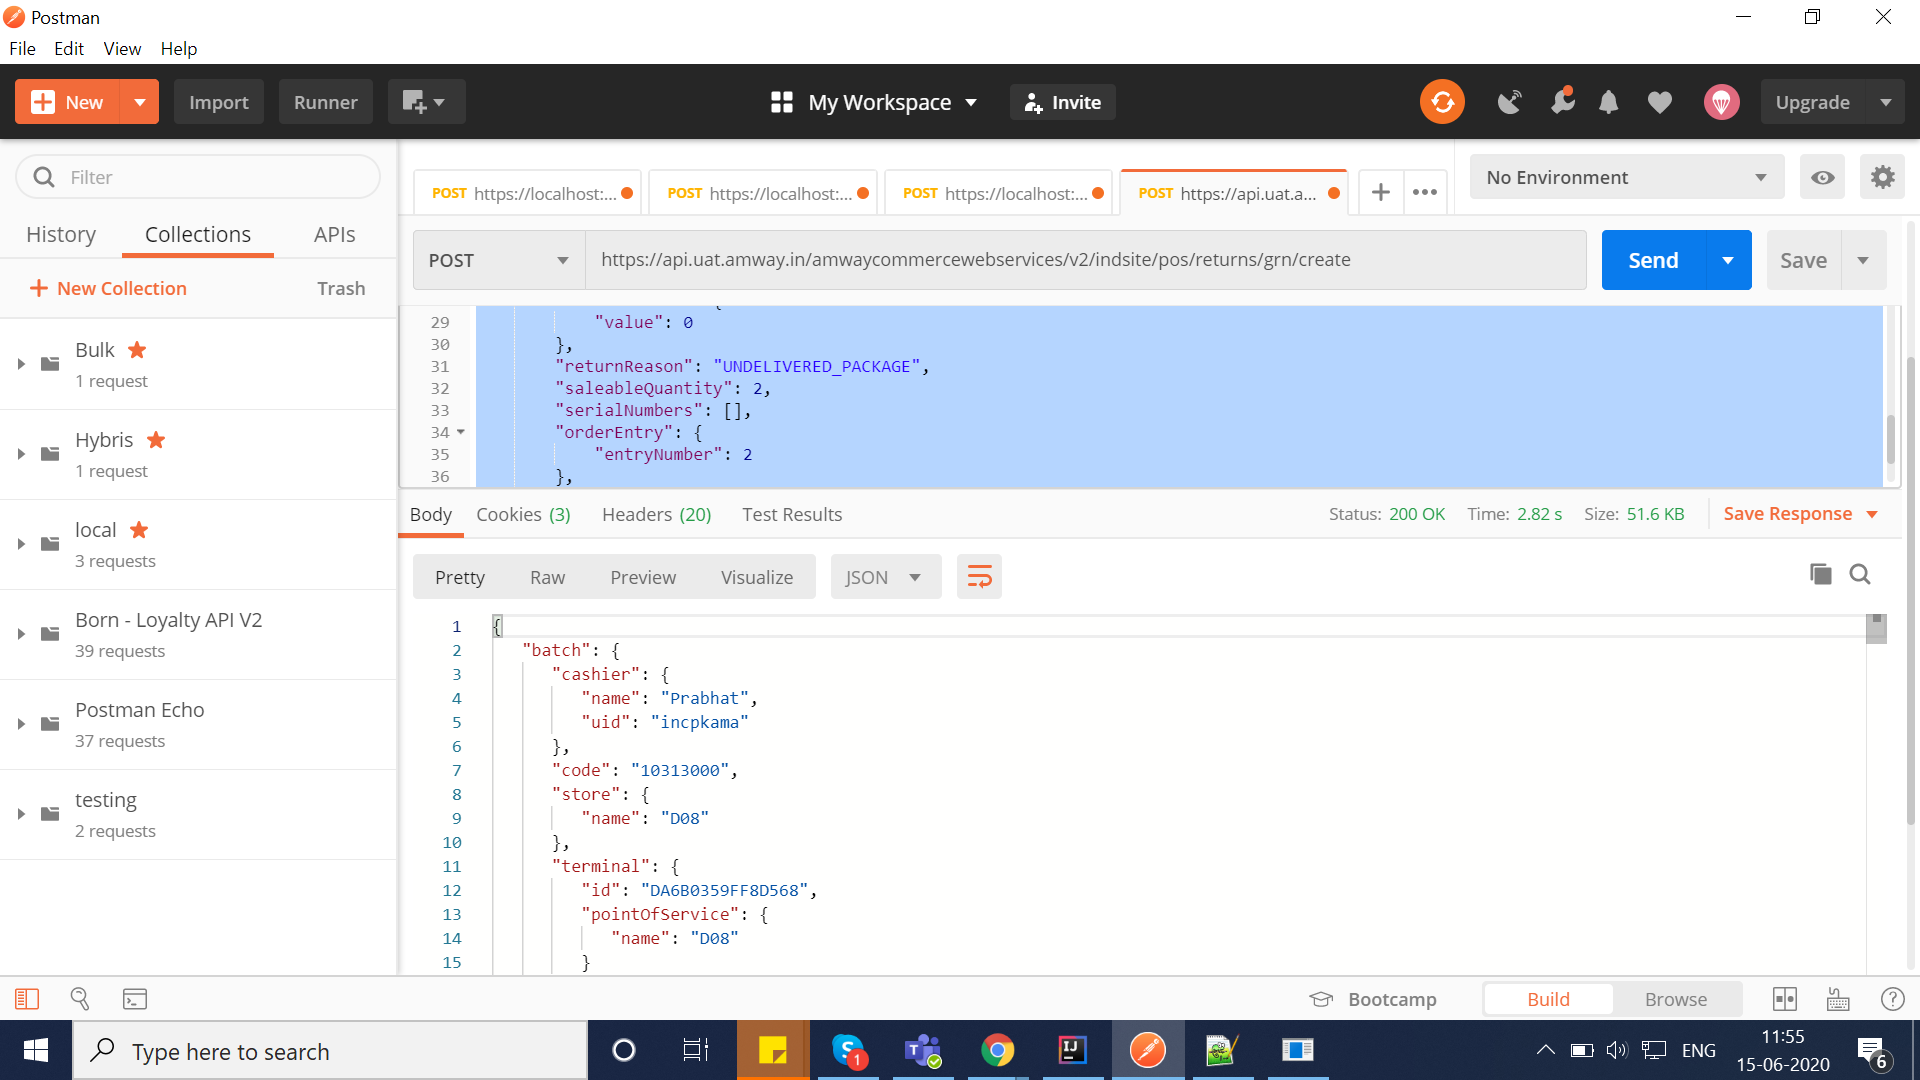 Postman
File Edit View Help
New Import Runner My Workspace Invite Upgrade
Filter
History Collections APIs
New Collection Trash
Bulk
1 request
Hybris
1 request
local
3 requests
Born - Loyalty API V2
39 requests
Postman Echo
37 requests
testing
2 requests
POST https://localhost:... POST https://localhost:... POST https://localhost:... POST https://api.uat.a... No Environment
POST https://api.uat.amway.in/amwaycommercewebservices/v2/indsite/pos/returns/grn/create Send Save
29 "value": 0
30 },
31 "returnReason": "UNDELIVERED_PACKAGE",
32 "saleableQuantity": 2,
33 "serialNumbers": [],
34 "orderEntry": {
35 "entryNumber": 2
36 },
Body Cookies (3) Headers (20) Test Results Status: 200 OK Time: 2.82 s Size: 51.6 KB Save Response
Pretty Raw Preview Visualize JSON
1 {
2 "batch": {
3 "cashier": {
4 "name": "Prabhat",
5 "uid": "incpkama"
6 },
7 "code": "10313000",
8 "store": {
9 "name": "D08"
10 },
11 "terminal": {
12 "id": "DA6B0359FF8D568",
13 "pointOfService": {
14 "name": "D08"
15 }
Bootcamp Build Browse
Type here to search
1
ENG
11:55
15-06-2020
6